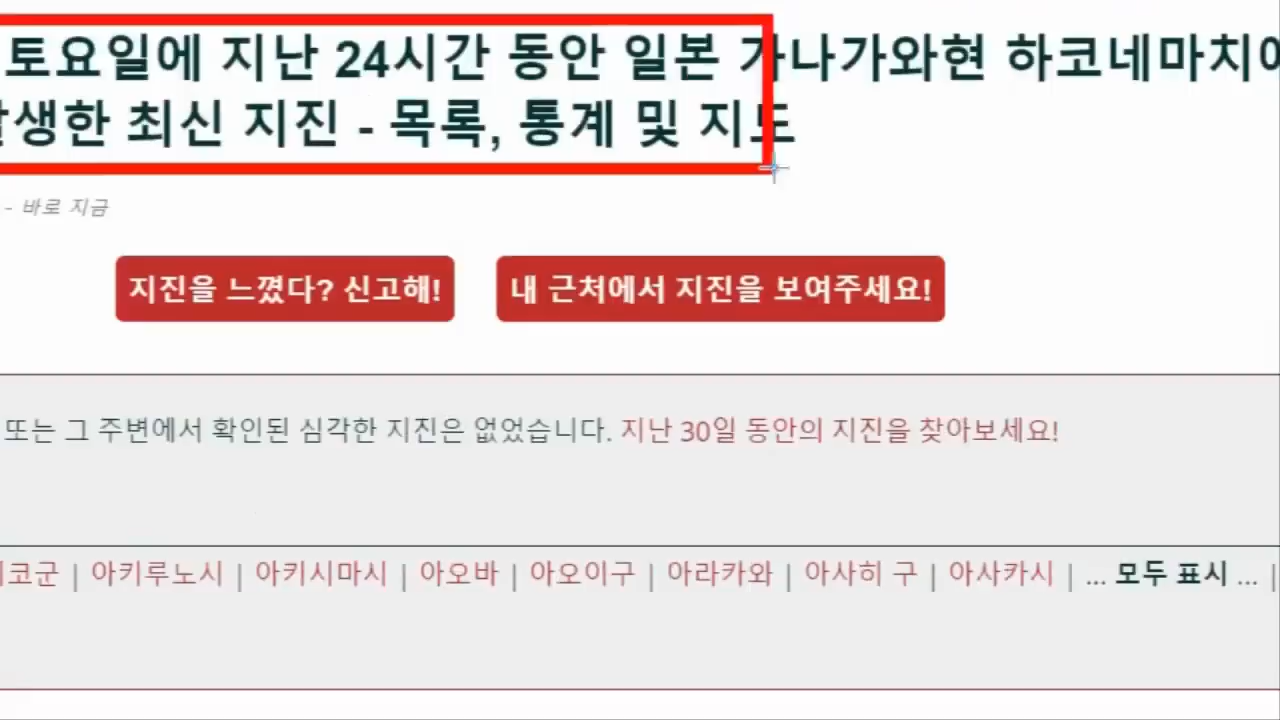 토요일에 지난 24시간 동안 일본 가나가와현 하코네마치에
생한 최신 지진 - 목록, 통계 및 지도
- 바로 지금
지진을 느꼈다? 신고해!
내 근처에서 지진을 보여주세요!
또는 그 주변에서 확인된 심각한 지진은 없었습니다. 지난 30일 동안의 지진을 찾아보세요!
코군 | 아키루노시 | 아키시마시 | 아오바 | 아오이구 | 아라카와 | 아사히 구 | 아사카시 | ... 모두 표시 ... |